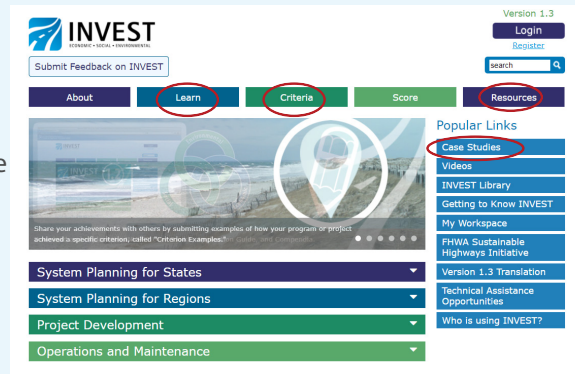 Version 1.3
INVEST
ECONOMIC • SOCIAL • ENVIRONMENTAL
Login
Register
Submit Feedback on INVEST
search
About Learn Criteria Score Resources
Popular Links
Case Studies
Videos
INVEST Library
Getting to Know INVEST
My Workspace
FHWA Sustainable
Highways Initiative
Version 1.3 Translation
Technical Assistance
Opportunities
Who is using INVEST?
e
INVEST
INVEST
Share your achievements with others by submitting examples of how your program or project
achieved a specific criterion, called "Criterion Examples."
System Planning for States
System Planning for Regions
Project Development
Operations and Maintenance